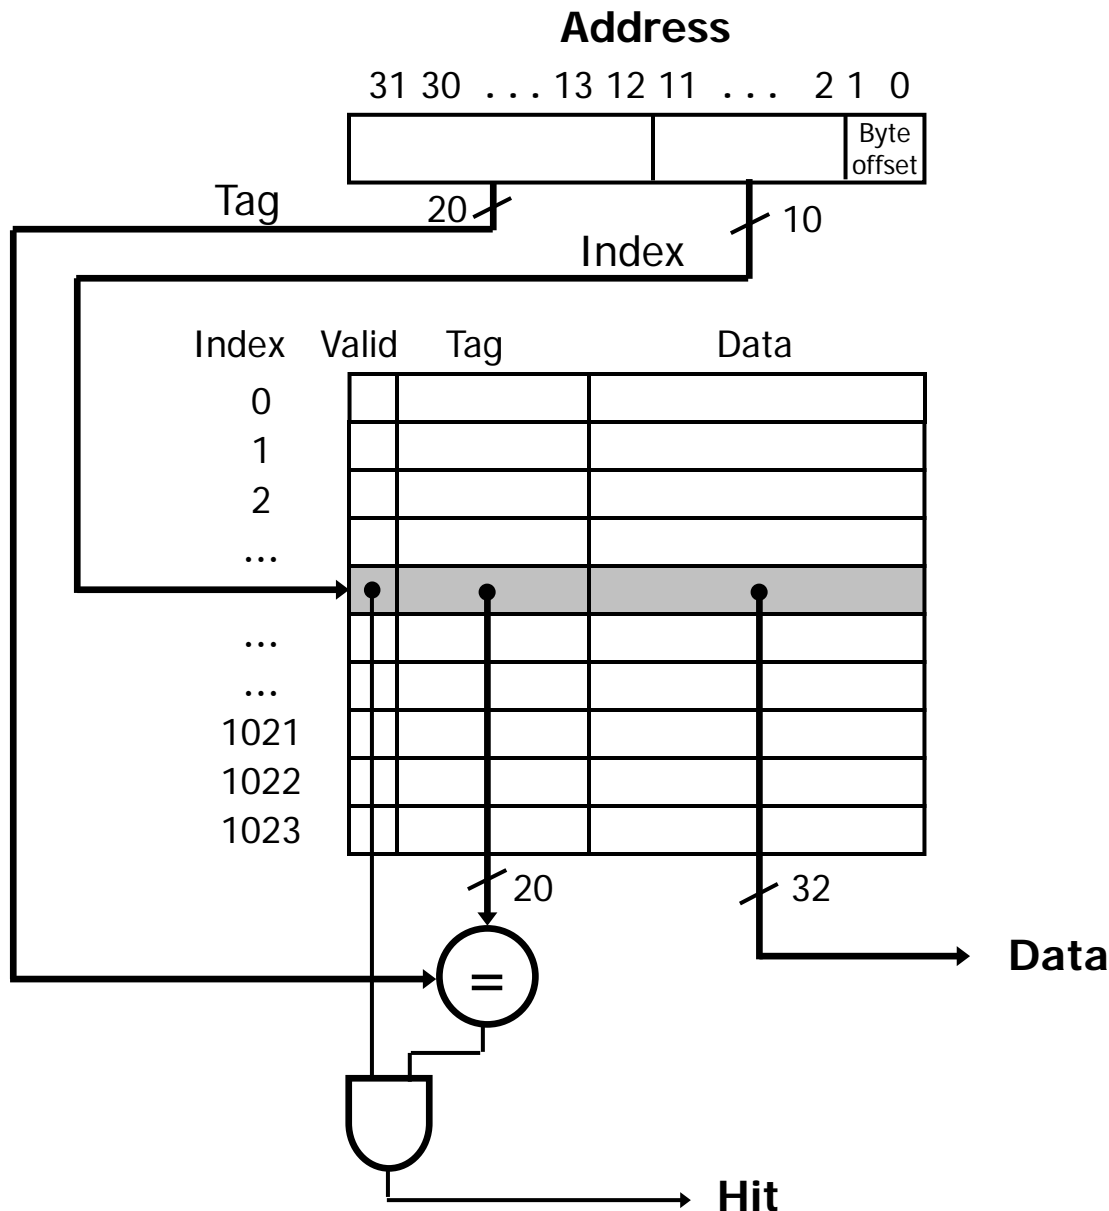 Address
31 30 ... 13 12 11 ... 2 1 0
Byte
offset
Tag
20
10
Index
Index Valid Tag Data
0
1
2
...
...
...
1021
1022
1023
20
32
Data
=
Hit